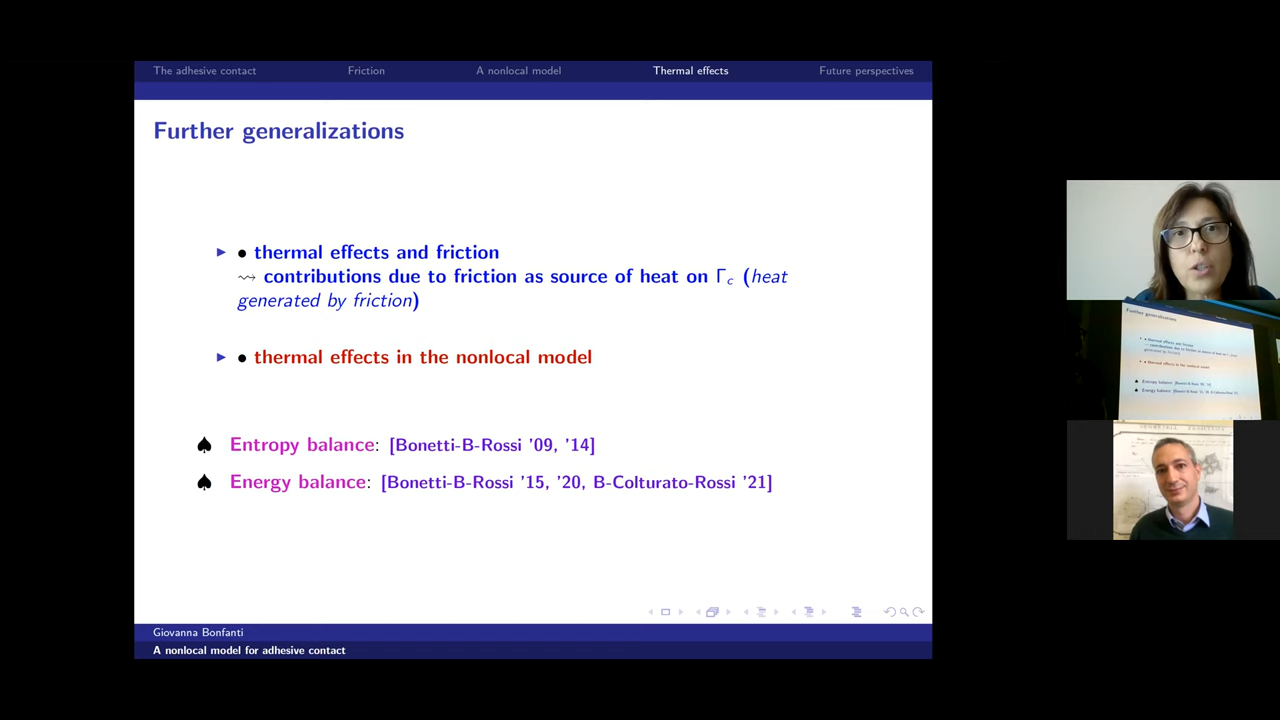 The adhesive contact Friction A nonlocal model Thermal effects Future perspectives
Further generalizations
► • thermal effects and friction
⇝ contributions due to friction as source of heat on Γc (heat
generated by friction)
► • thermal effects in the nonlocal model
♠ Entropy balance: [Bonetti-B-Rossi '09, '14]
♠ Energy balance: [Bonetti-B-Rossi '15, '20, B-Colturato-Rossi '21]
Giovanna Bonfanti
A nonlocal model for adhesive contact
Further generalizations